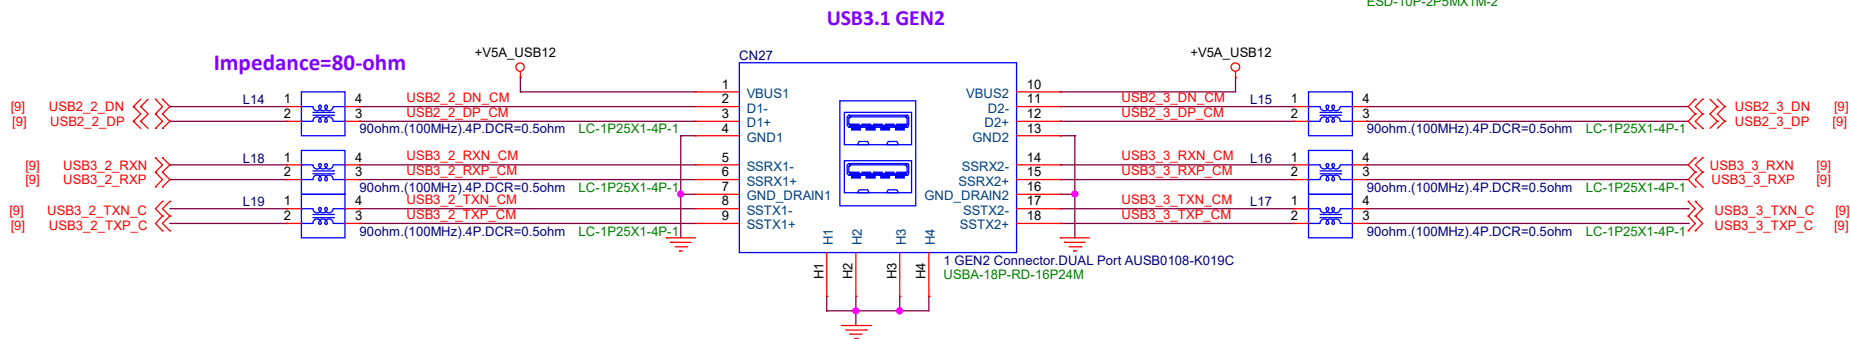 ESD-10P-2P5MX1M-2
USB3.1 GEN2
Impedance=80-ohm
+V5A_USB12
CN27
+V5A_USB12
[9] USB2_2_DN L14 1 4 USB2_2_DN_CM 1 VBUS1 VBUS2 10
2 D1- D2- 11 USB2_3_DN_CM L15 1 4 USB2_3_DN [9]
[9] USB2_2_DP 2 3 USB2_2_DP_CM 3 D1+ D2+ 12 USB2_3_DP_CM 2 3 USB2_3_DP [9]
90ohm.(100MHz).4P.DCR=0.5ohm LC-1P25X1-4P-1 4 GND1 GND2 13 90ohm.(100MHz).4P.DCR=0.5ohm LC-1P25X1-4P-1
[9] USB3_2_RXN L18 1 4 USB3_2_RXN_CM 5 SSRX1- SSRX2- 14 USB3_3_RXN_CM L16 1 4 USB3_3_RXN [9]
[9] USB3_2_RXP 2 3 USB3_2_RXP_CM 6 SSRX1+ SSRX2+ 15 USB3_3_RXP_CM 2 3 USB3_3_RXP [9]
90ohm.(100MHz).4P.DCR=0.5ohm LC-1P25X1-4P-1 7 GND_DRAIN1 GND_DRAIN2 16 90ohm.(100MHz).4P.DCR=0.5ohm LC-1P25X1-4P-1
[9] USB3_2_TXN_C L19 1 4 USB3_2_TXN_CM 8 SSTX1- SSTX2- 17 USB3_3_TXN_CM L17 1 4 USB3_3_TXN_C [9]
[9] USB3_2_TXP_C 2 3 USB3_2_TXP_CM 9 SSTX1+ SSTX2+ 18 USB3_3_TXP_CM 2 3 USB3_3_TXP_C [9]
90ohm.(100MHz).4P.DCR=0.5ohm LC-1P25X1-4P-1 90ohm.(100MHz).4P.DCR=0.5ohm LC-1P25X1-4P-1
H1 H2 H3 H4
1 GEN2 Connector.DUAL Port AUSB0108-K019C
H1 H2 H3 H4
USBA-18P-RD-16P24M